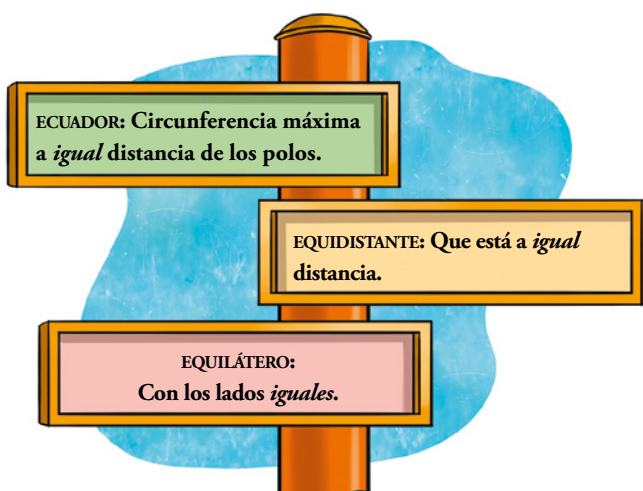 ECUADOR: Circunferencia máxima
a igual distancia de los polos.
EQUIDISTANTE: Que está a igual
distancia.
EQUILÁTERO:
Con los lados iguales.